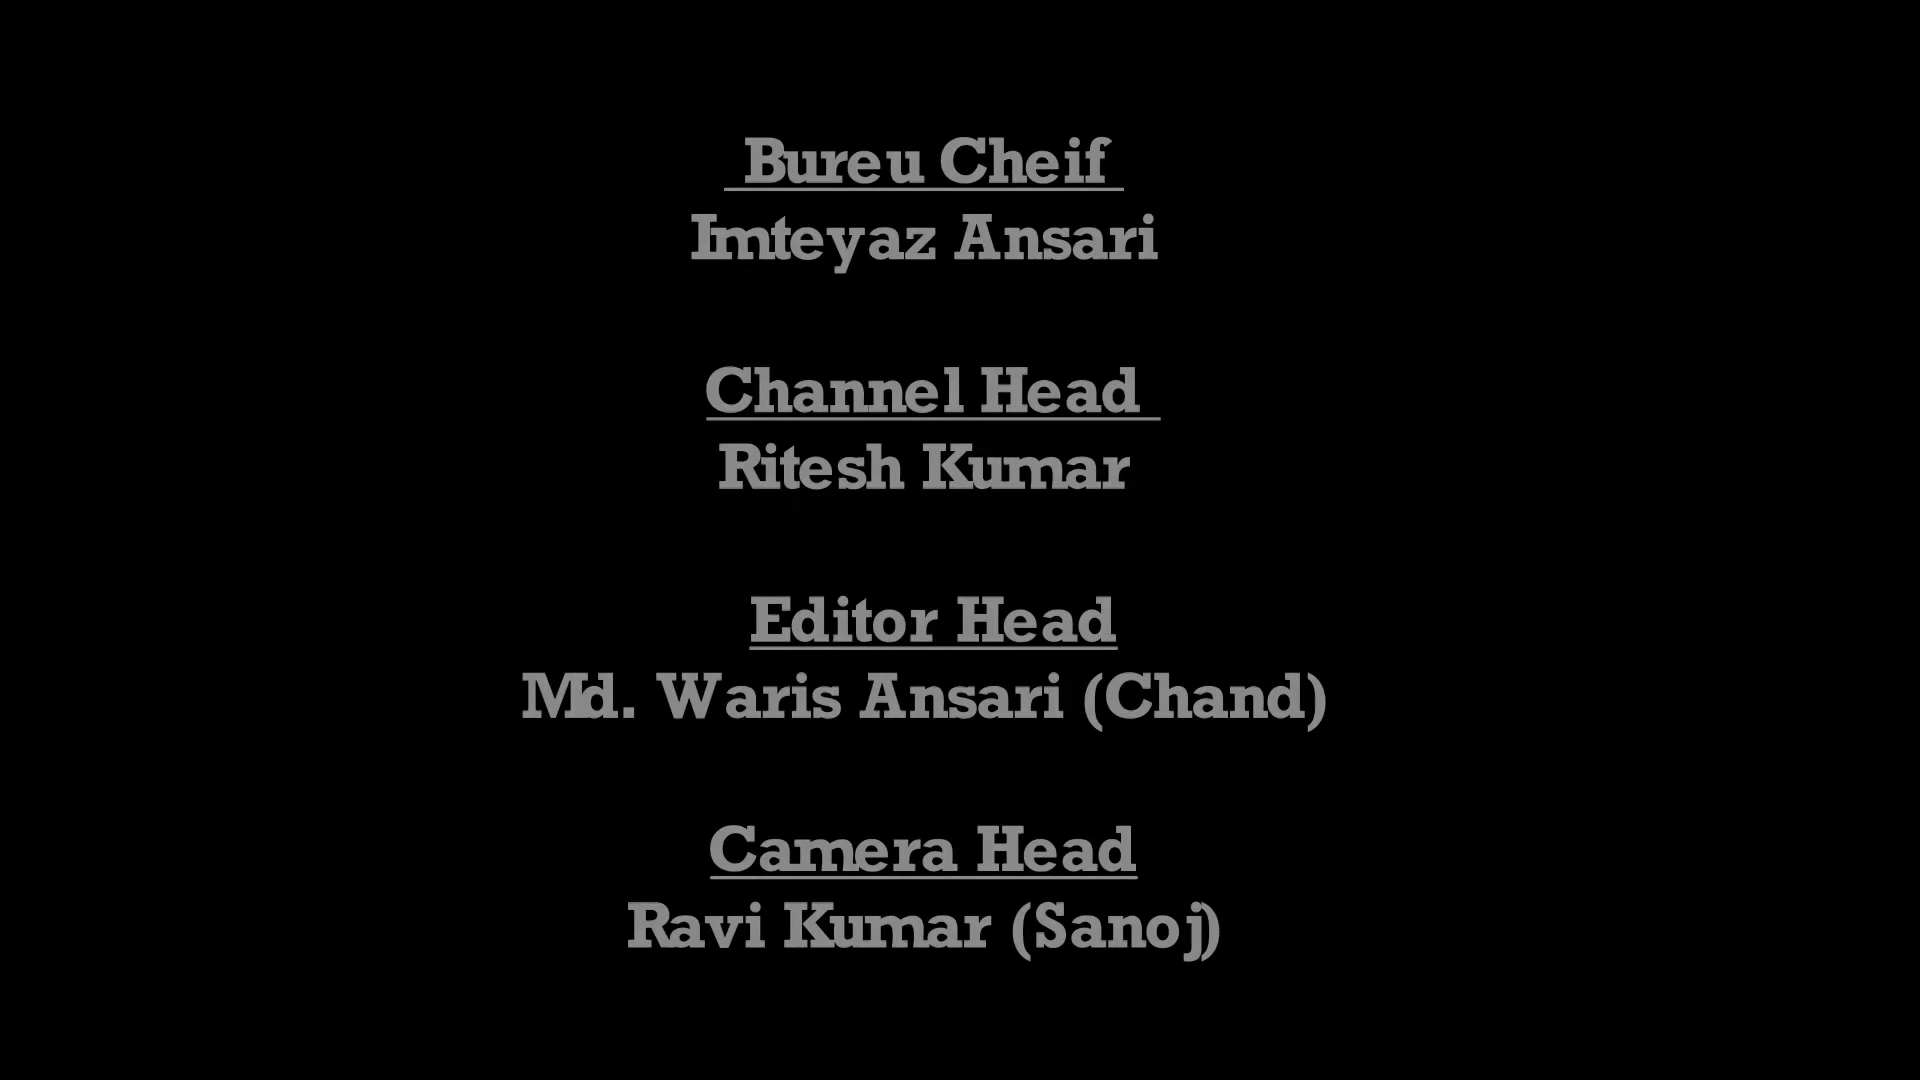 Bureu Cheif
Imteyaz Ansari
Channel Head
Ritesh Kumar
Editor Head
Md. Waris Ansari (Chand)
Camera Head
Ravi Kumar (Sanoj)